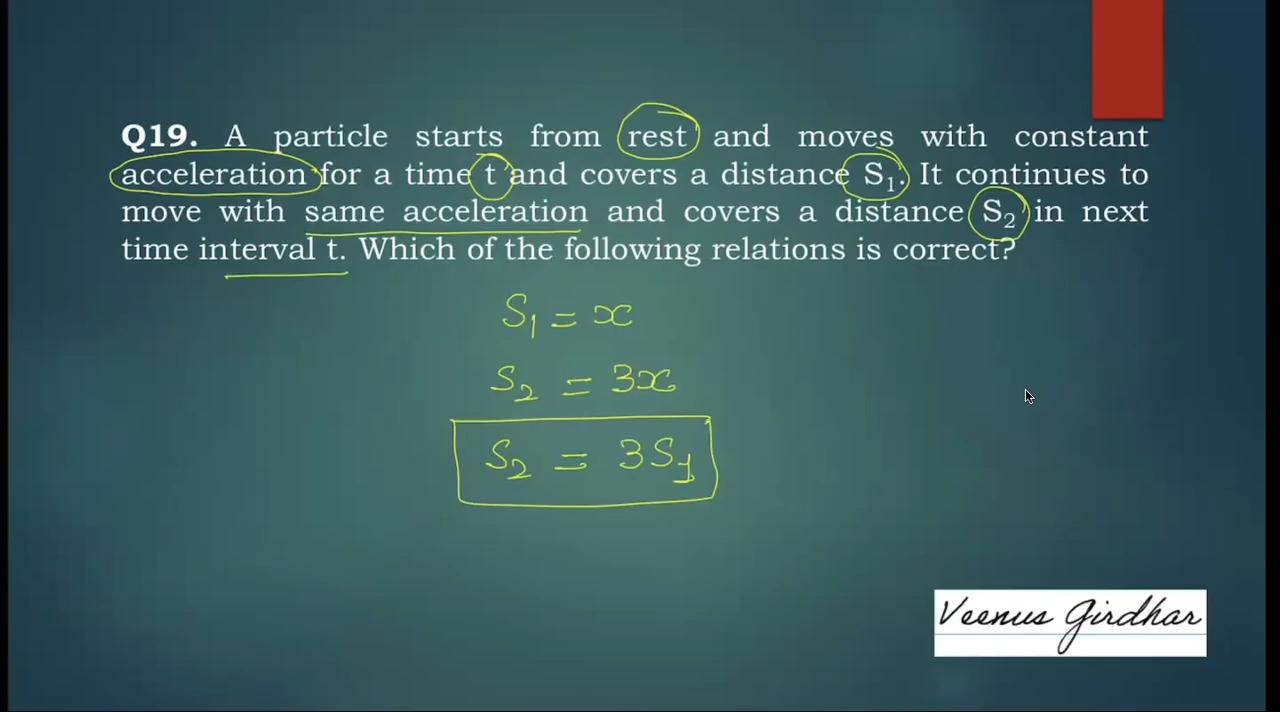 Q19. A particle starts from rest and moves with constant
acceleration for a time t and covers a distance S₁. It continues to
move with same acceleration and covers a distance S₂ in next
time interval t. Which of the following relations is correct?
S₁ = x
S₂ = 3x
S₂ = 3S₁
Veenus Girdhar